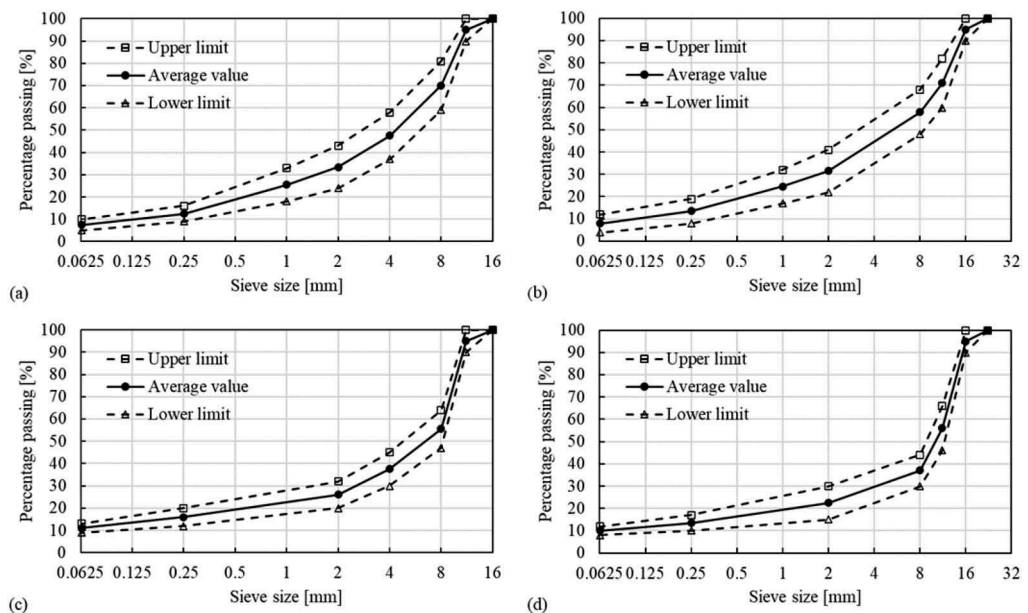 100
90
80
70
60
50
40
30
20
10
0
Percentage passing [%]
Upper limit
Average value
Lower limit
0.0625 0.125 0.25 0.5 1 2 4 8 16
Sieve size [mm]
(a)
100
90
80
70
60
50
40
30
20
10
0
Percentage passing [%]
Upper limit
Average value
Lower limit
0.0625 0.125 0.25 0.5 1 2 4 8 16 32
Sieve size [mm]
(b)
100
90
80
70
60
50
40
30
20
10
0
Percentage passing [%]
Upper limit
Average value
Lower limit
0.0625 0.125 0.25 0.5 1 2 4 8 16
Sieve size [mm]
(c)
100
90
80
70
60
50
40
30
20
10
0
Percentage passing [%]
Upper limit
Average value
Lower limit
0.0625 0.125 0.25 0.5 1 2 4 8 16 32
Sieve size [mm]
(d)